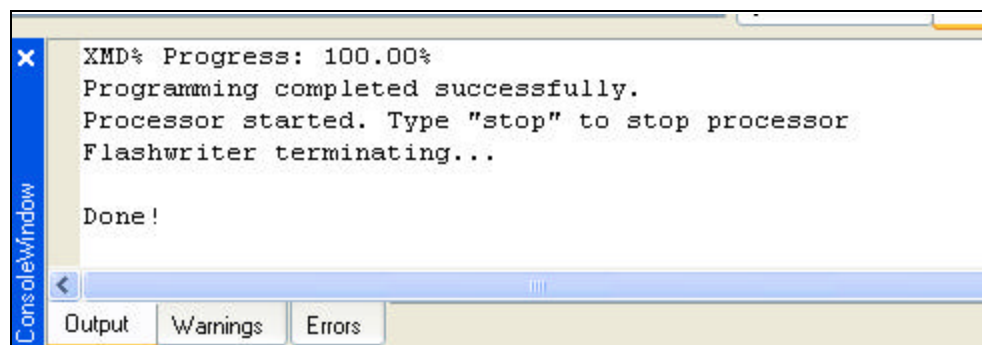 XMD% Progress: 100.00%
Programming completed successfully.
Processor started. Type "stop" to stop processor
Flashwriter terminating...
Done!
ConsoleWindow
Output
Warnings
Errors